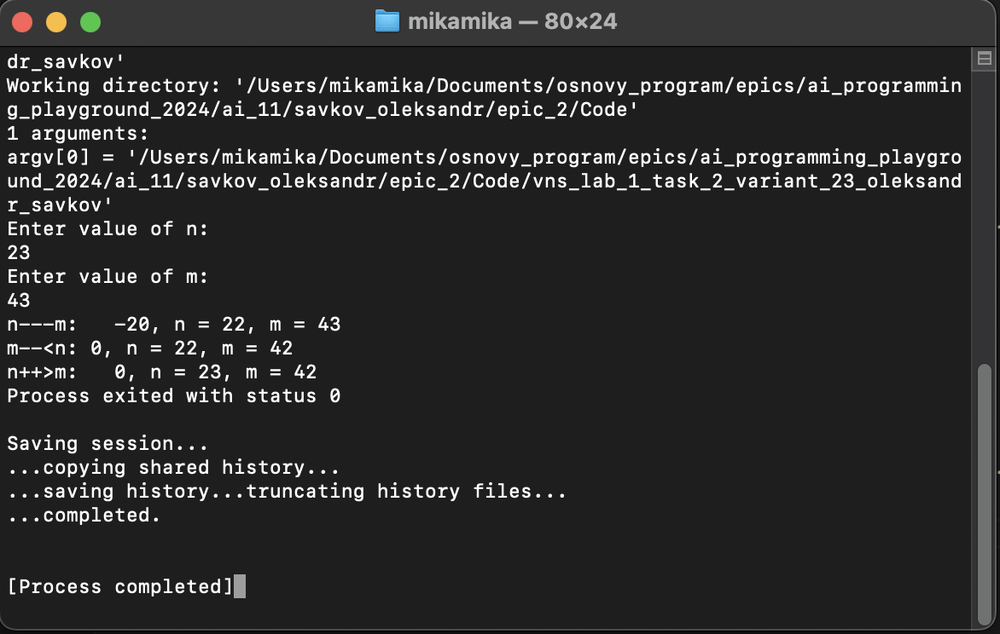 mikamika — 80×24
dr_savkov'
Working directory: '/Users/mikamika/Documents/osnovy_program/epics/ai_programmin
g_playground_2024/ai_11/savkov_oleksandr/epic_2/Code'
1 arguments:
argv[0] = '/Users/mikamika/Documents/osnovy_program/epics/ai_programming_playgro
und_2024/ai_11/savkov_oleksandr/epic_2/Code/vns_lab_1_task_2_variant_23_oleksand
r_savkov'
Enter value of n:
23
Enter value of m:
43
n---m:   -20, n = 22, m = 43
m--<n: 0, n = 22, m = 42
n++>m:   0, n = 23, m = 42
Process exited with status 0
Saving session...
...copying shared history...
...saving history...truncating history files...
...completed.
[Process completed]